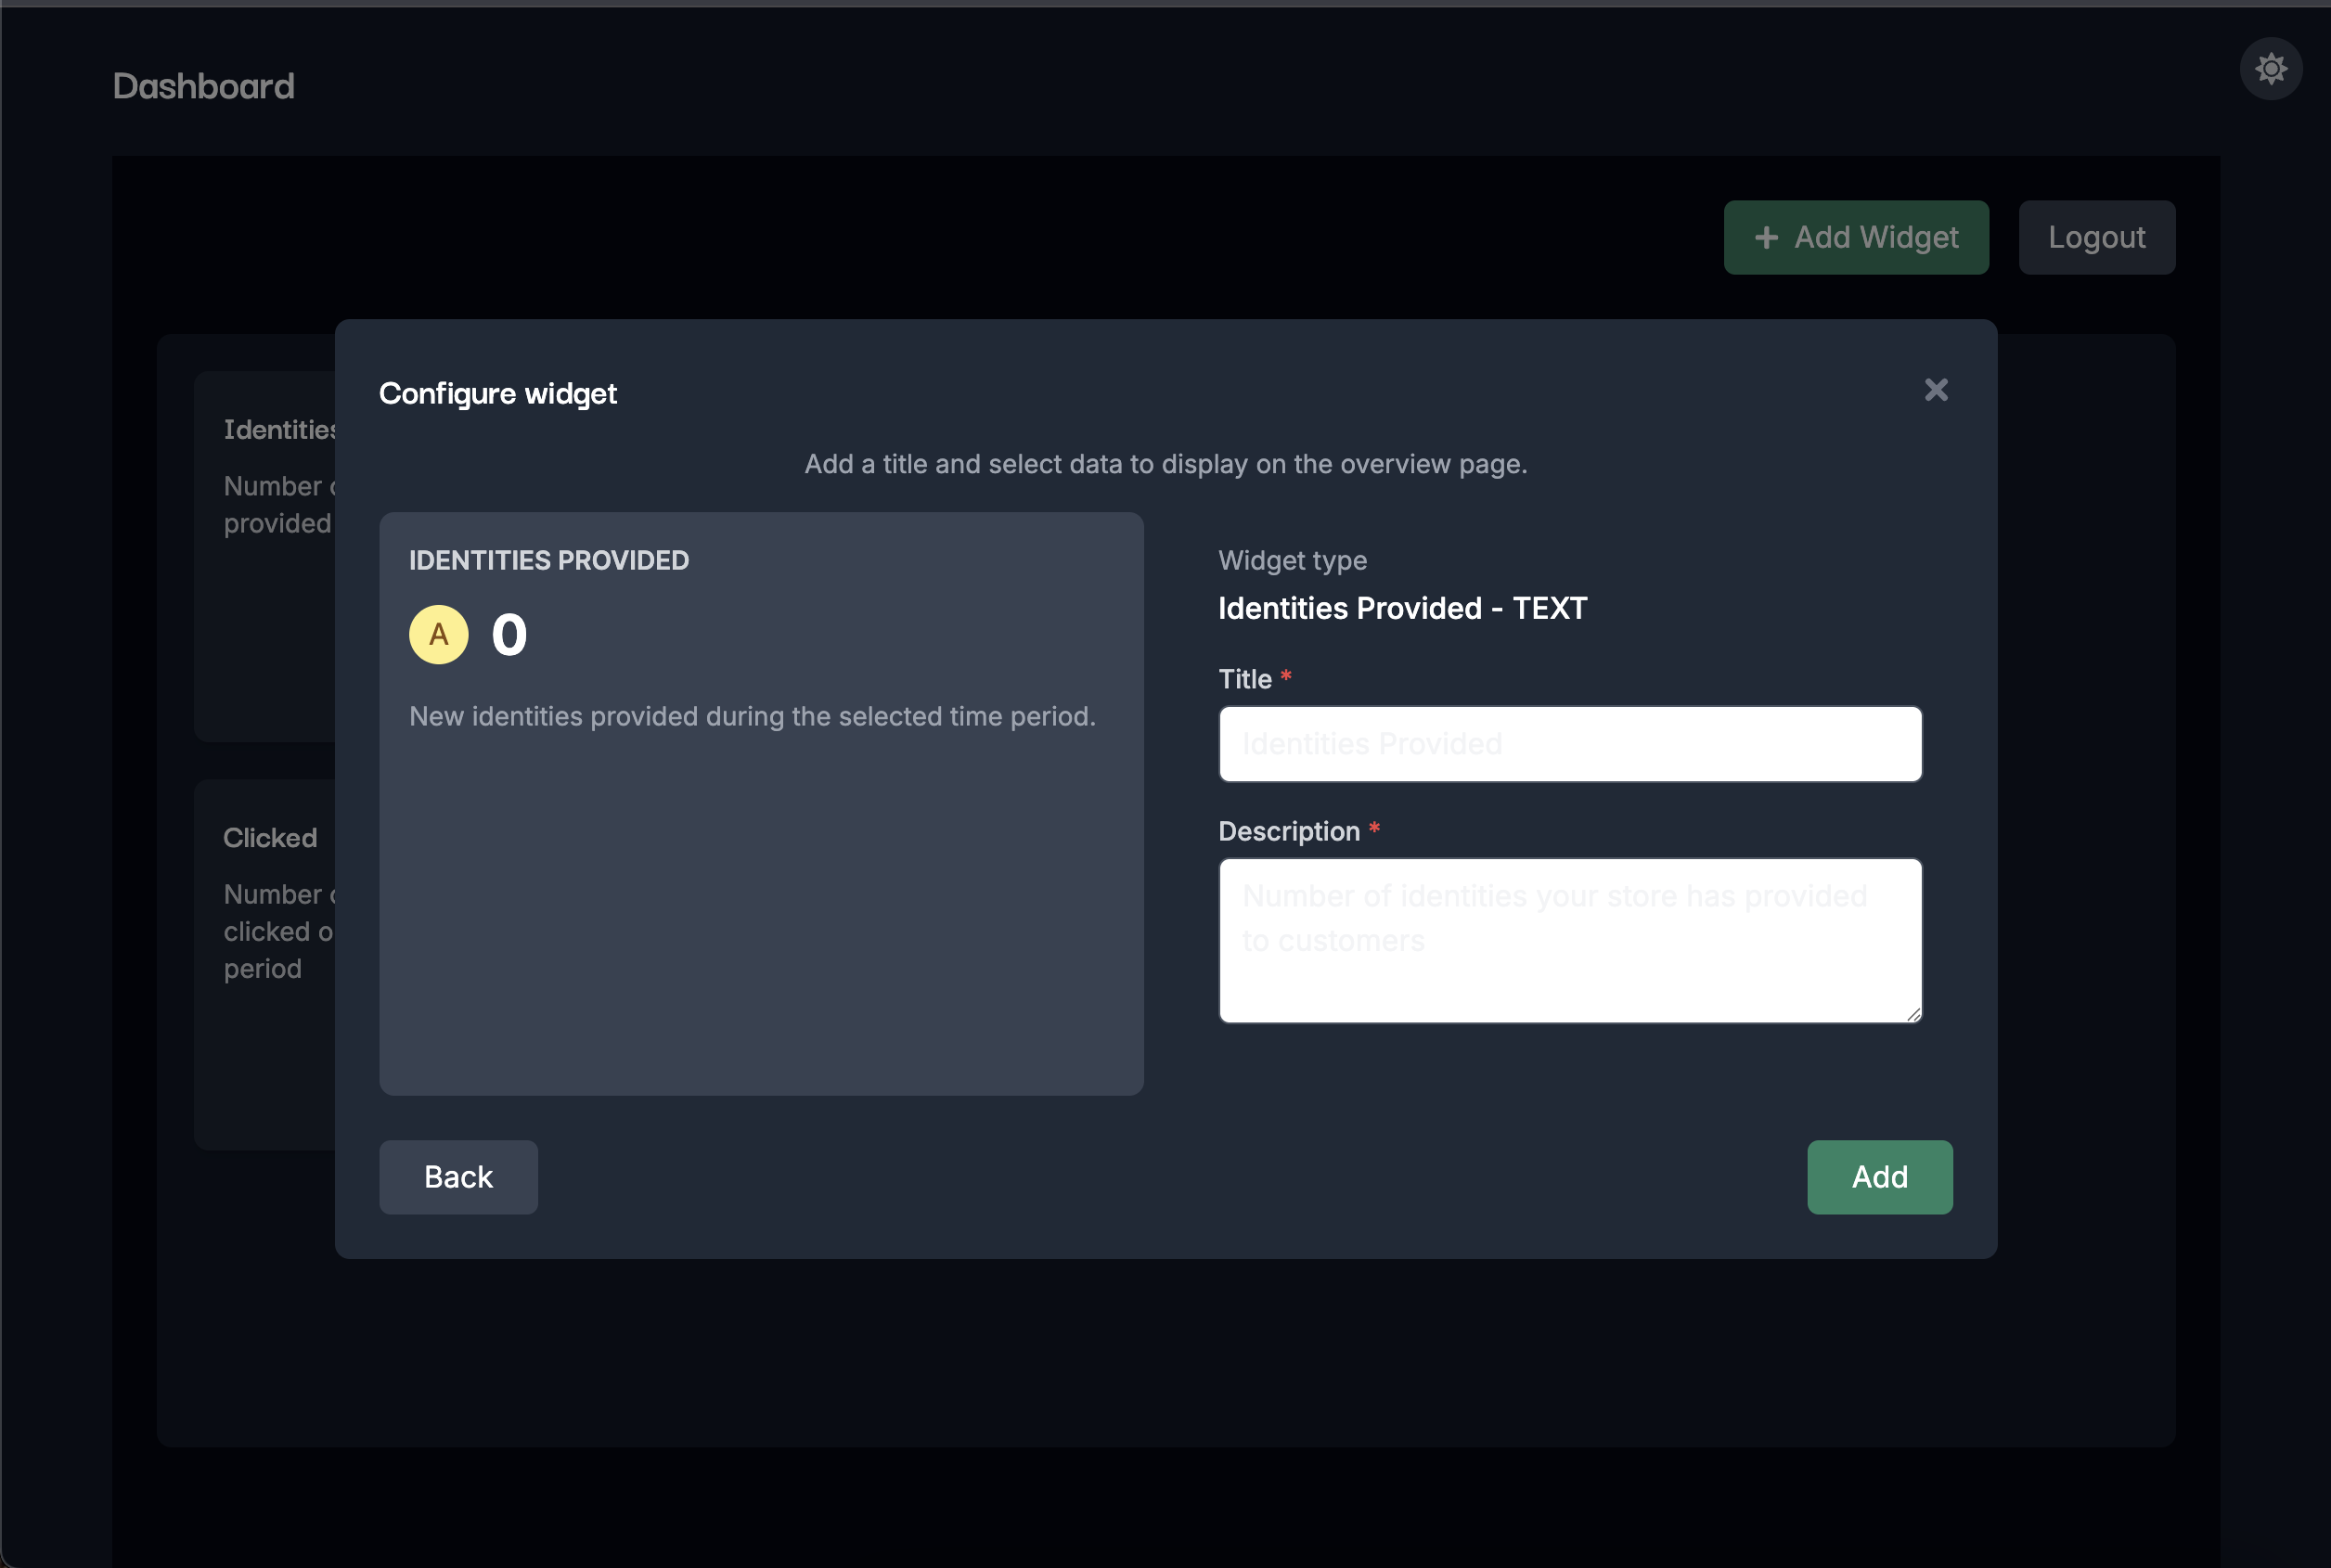 Dashboard
+ Add Widget
Logout
Identities
Number
provided
Clicked
Number
clicked
period
Configure widget
Add a title and select data to display on the overview page.
IDENTITIES PROVIDED
A 0
New identities provided during the selected time period.
Widget type
Identities Provided - TEXT
Title *
Identities Provided
Description *
Number of identities your store has provided
to customers
Back
Add